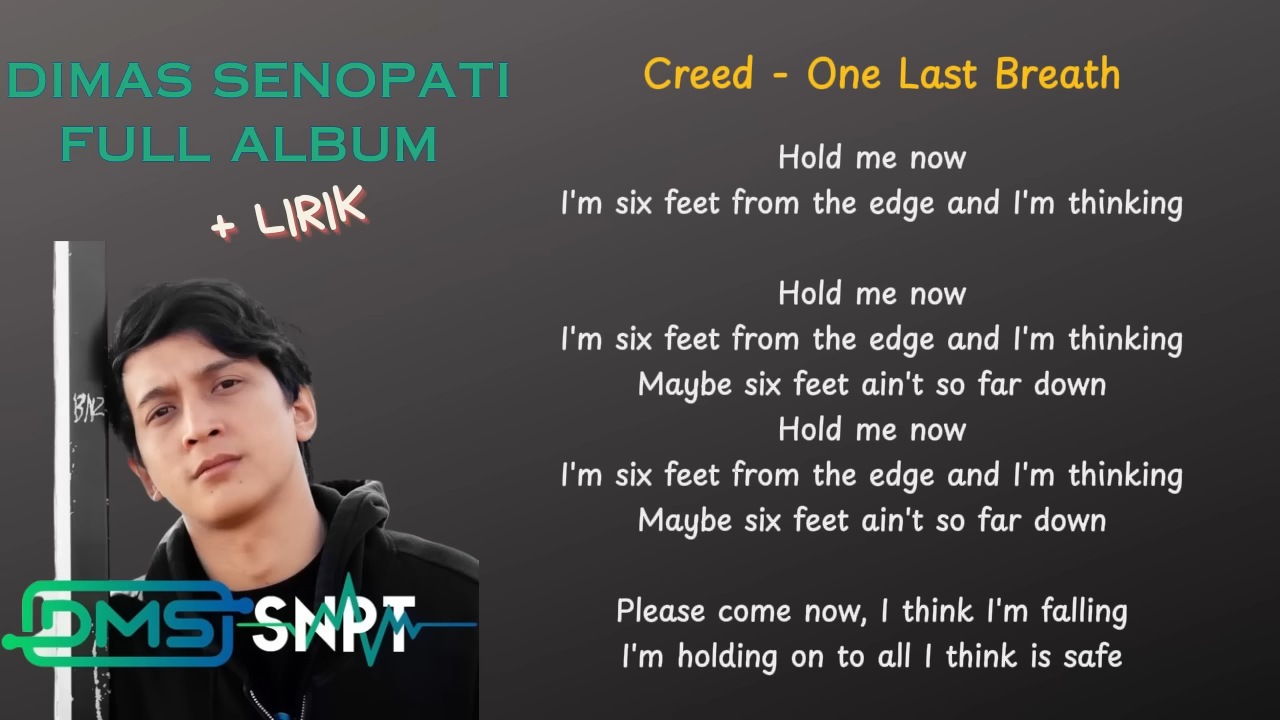 DIMAS SENOPATI
FULL ALBUM
+ LIRIK
BNZ
DMS SNPT
Creed - One Last Breath
Hold me now
I'm six feet from the edge and I'm thinking
Hold me now
I'm six feet from the edge and I'm thinking
Maybe six feet ain't so far down
Hold me now
I'm six feet from the edge and I'm thinking
Maybe six feet ain't so far down
Please come now, I think I'm falling
I'm holding on to all I think is safe